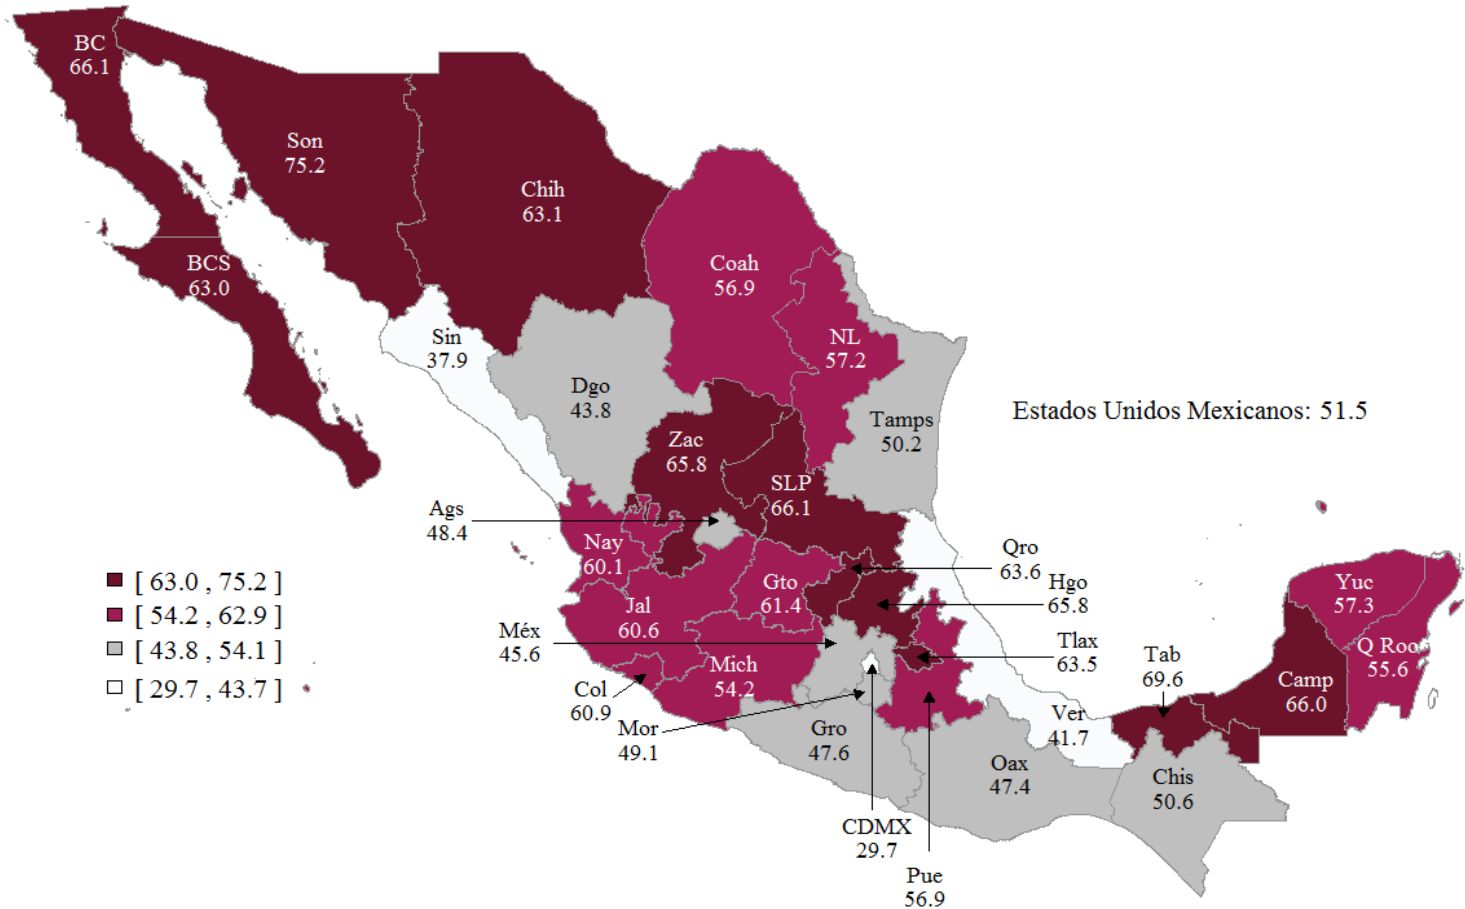 BC
66.1
Son
75.2
Chih
63.1
BCS
63.0
Coah
56.9
Sin
37.9
NL
57.2
Dgo
43.8
Tamps
50.2
Estados Unidos Mexicanos: 51.5
Zac
65.8
SLP
66.1
Ags
48.4
Nay
60.1
Qro
63.6
Gto
61.4
Hgo
65.8
Yuc
57.3
[ 63.0 , 75.2 ]
[ 54.2 , 62.9 ]
[ 43.8 , 54.1 ]
[ 29.7 , 43.7 ]
Jal
60.6
Méx
45.6
Tlax
63.5
Q Roo
55.6
Tab
69.6
Mich
54.2
Camp
66.0
Col
60.9
Mor
49.1
Gro
47.6
Ver
41.7
Oax
47.4
Chis
50.6
CDMX
29.7
Pue
56.9